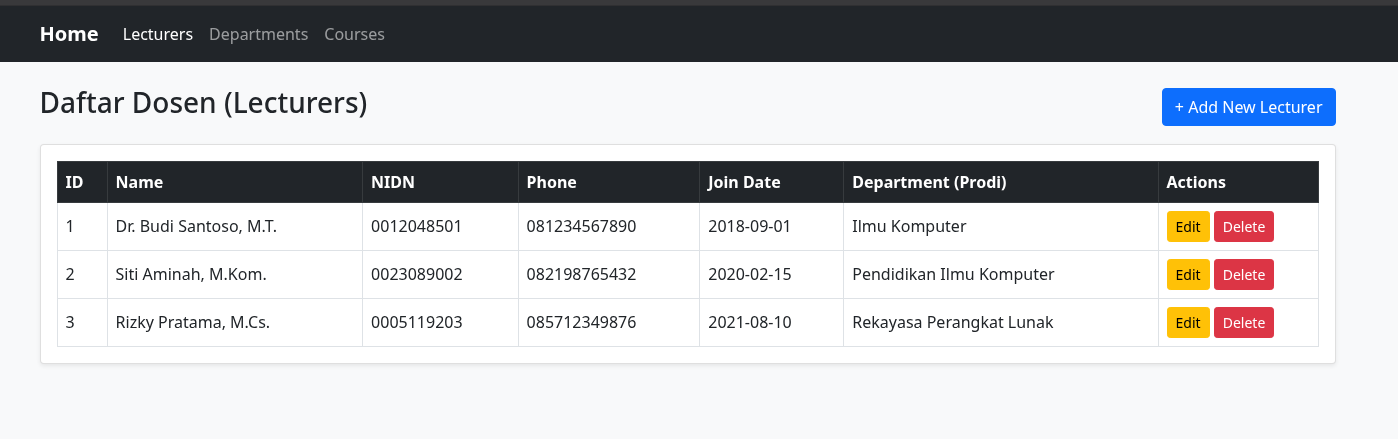 Home Lecturers Departments Courses
Daftar Dosen (Lecturers)
+ Add New Lecturer
ID Name NIDN Phone Join Date Department (Prodi) Actions
1 Dr. Budi Santoso, M.T. 0012048501 081234567890 2018-09-01 Ilmu Komputer Edit Delete
2 Siti Aminah, M.Kom. 0023089002 082198765432 2020-02-15 Pendidikan Ilmu Komputer Edit Delete
3 Rizky Pratama, M.Cs. 0005119203 085712349876 2021-08-10 Rekayasa Perangkat Lunak Edit Delete